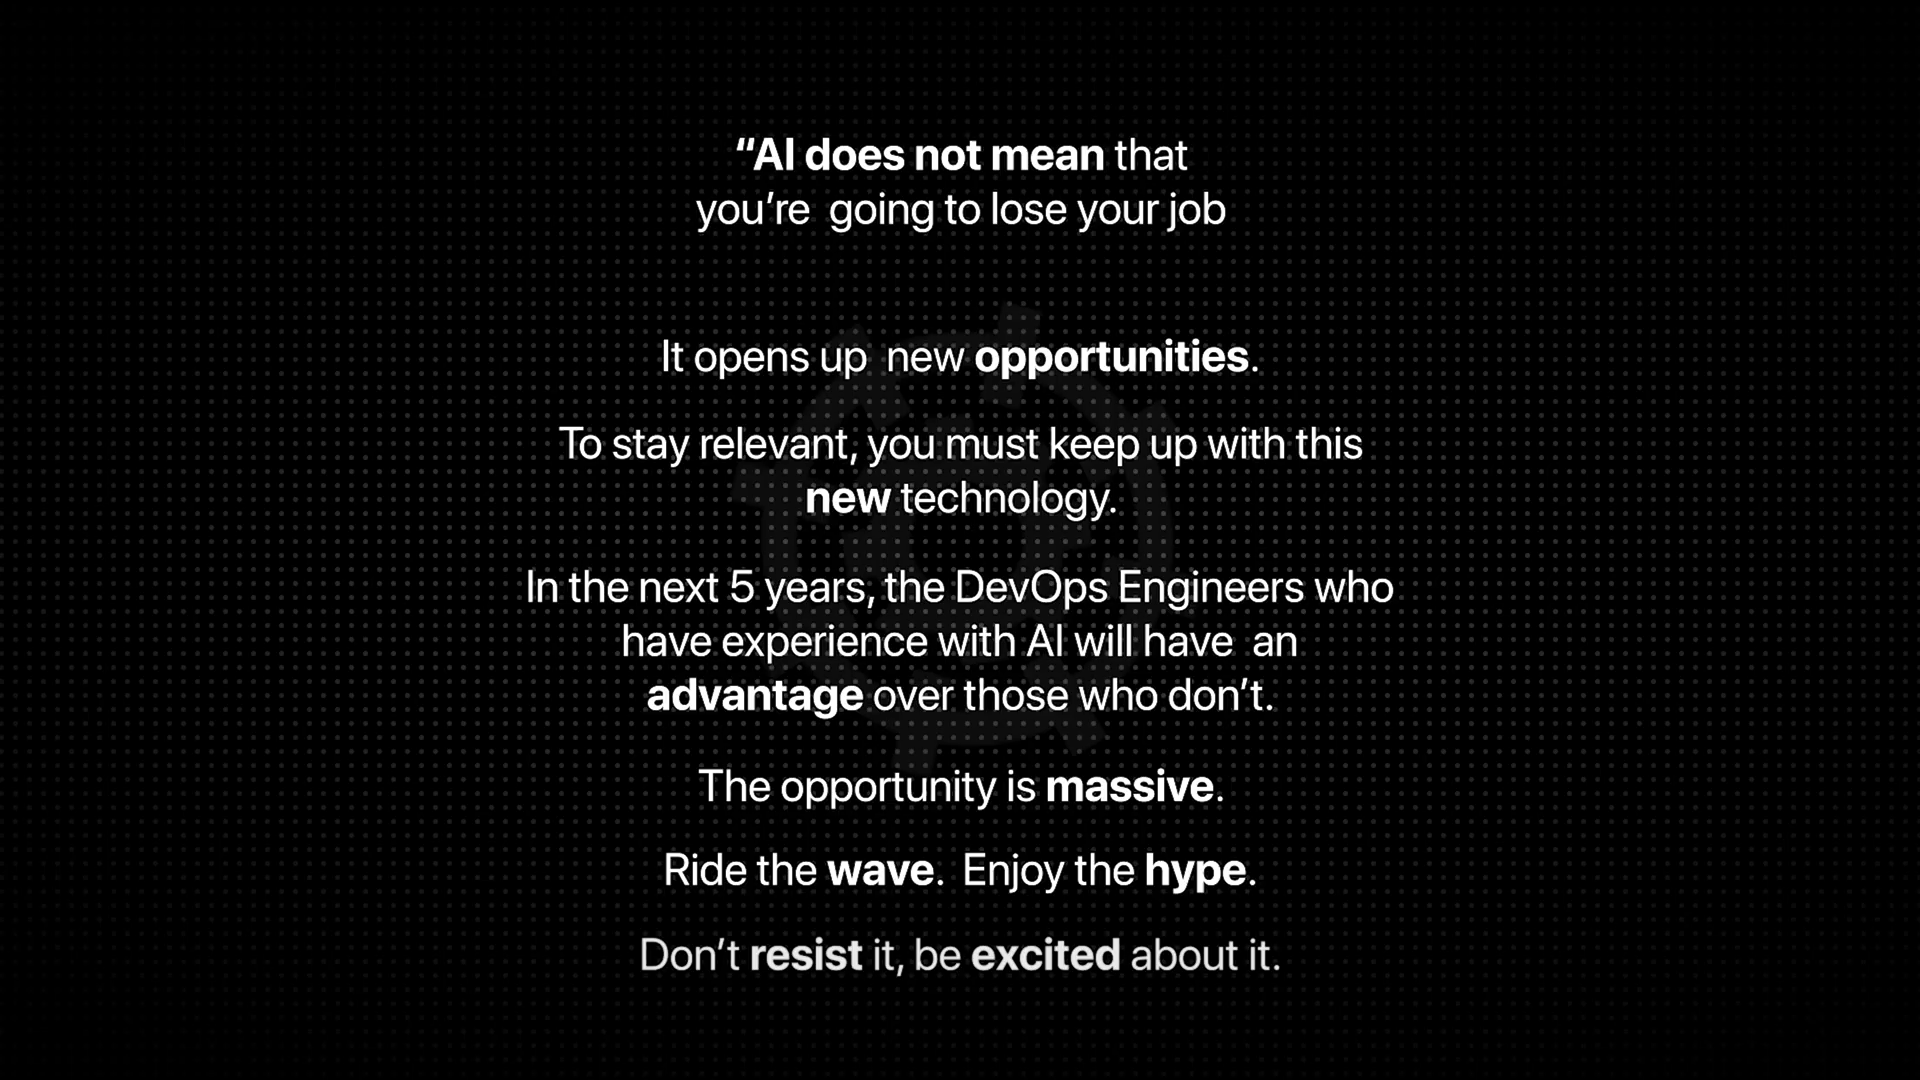 “AI does not mean that
you’re  going to lose your job
It opens up  new opportunities.
To stay relevant, you must keep up with this
new technology.
In the next 5 years, the DevOps Engineers who
have experience with AI will have  an
advantage over those who don’t.
The opportunity is massive.
Ride the wave.  Enjoy the hype.
Don’t resist it, be excited about it.